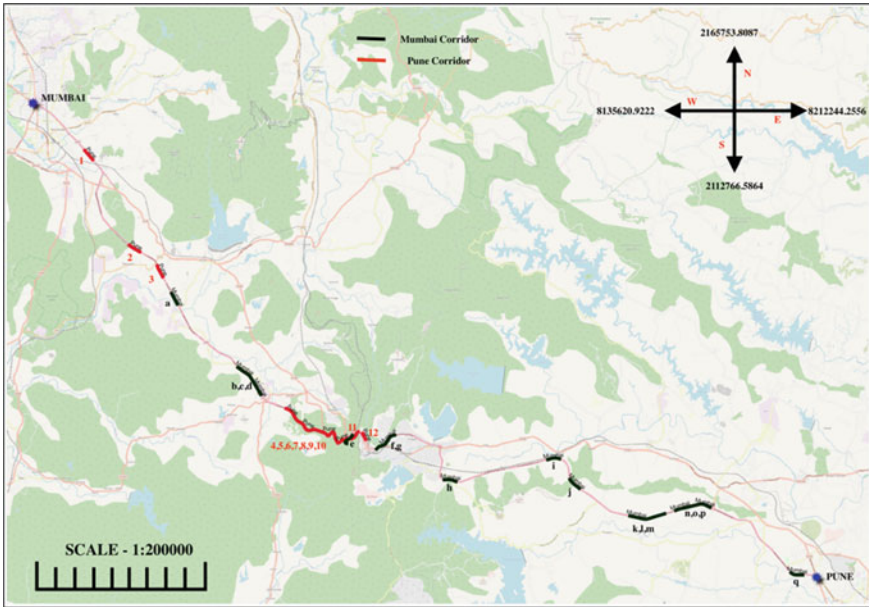 Mumbai Corridor
Pune Corridor
2165753.8087
N
W
8135620.9222
8212244.2556
E
S
2112766.5864
MUMBAI
1
2
3
a
b,c,d
4,5,6,7,8,9,10
11
12
e
f,g
h
i
j
k,l,m
n,o,p
q
PUNE
SCALE - 1:200000